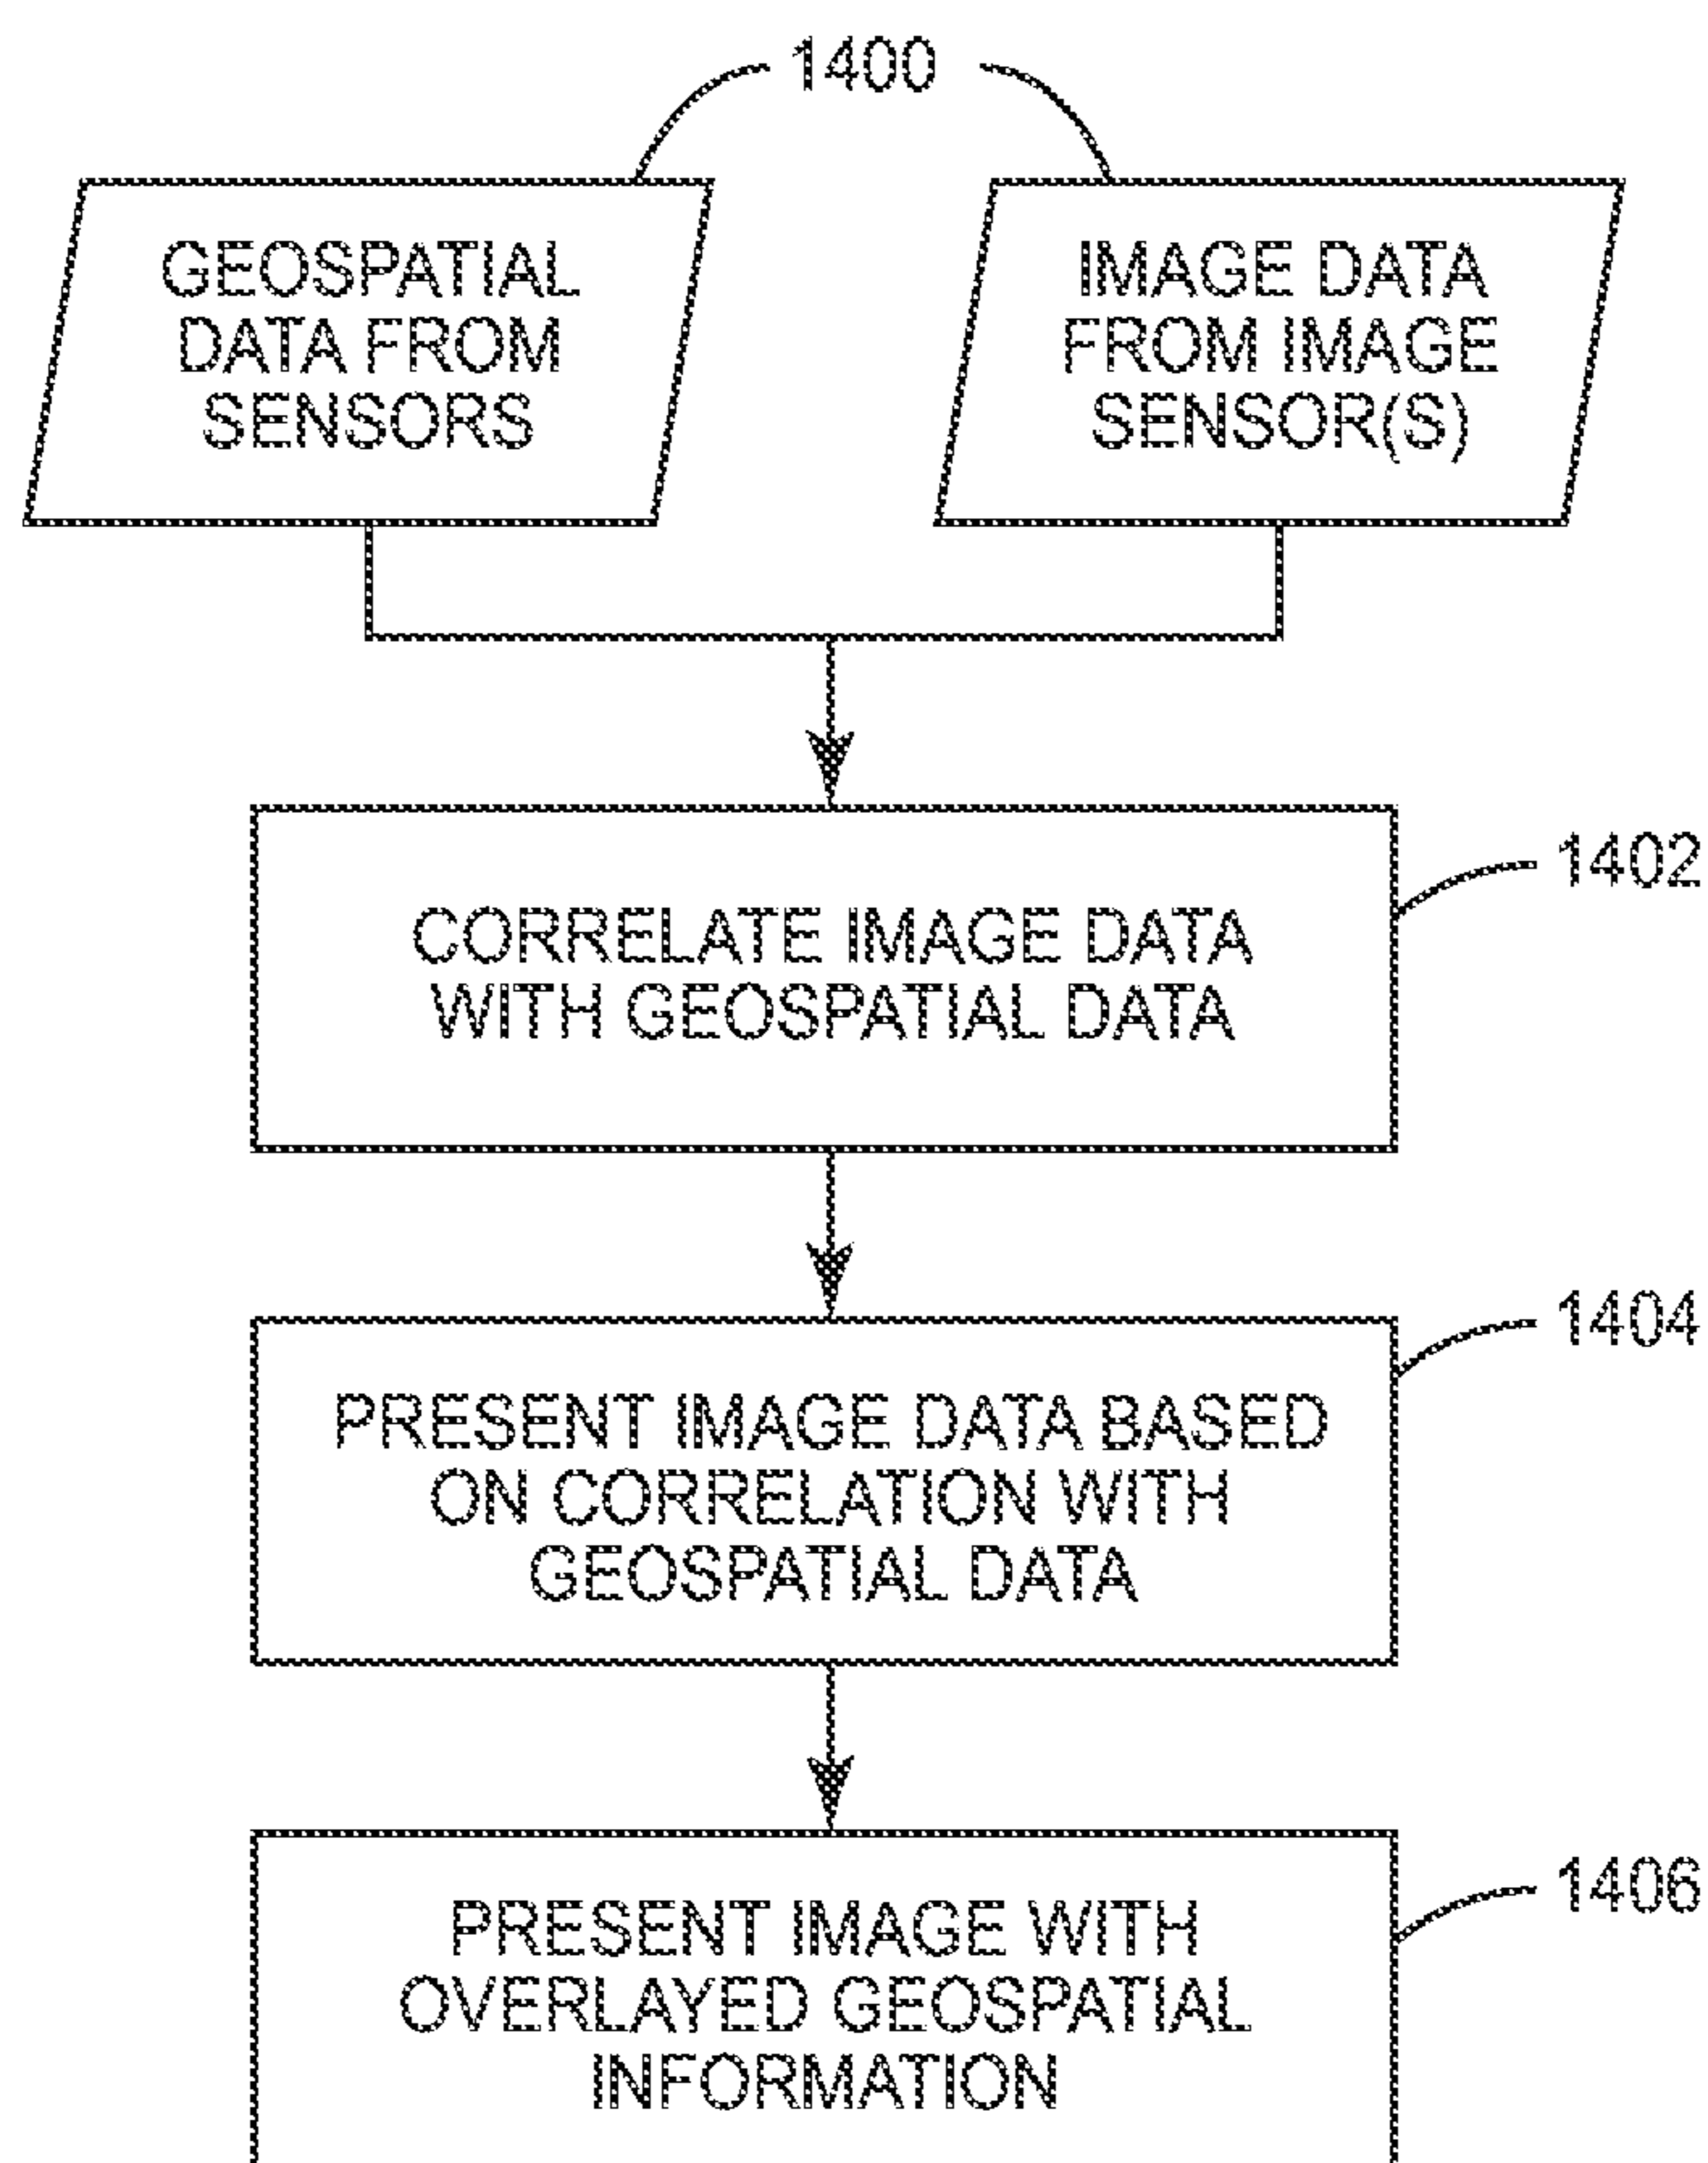 1400
GEOSPATIAL
DATA FROM
SENSORS
IMAGE DATA
FROM IMAGE
SENSOR(S)
1402
CORRELATE IMAGE DATA
WITH GEOSPATIAL DATA
1404
PRESENT IMAGE DATA BASED
ON CORRELATION WITH
GEOSPATIAL DATA
1406
PRESENT IMAGE WITH
OVERLAYED GEOSPATIAL
INFORMATION